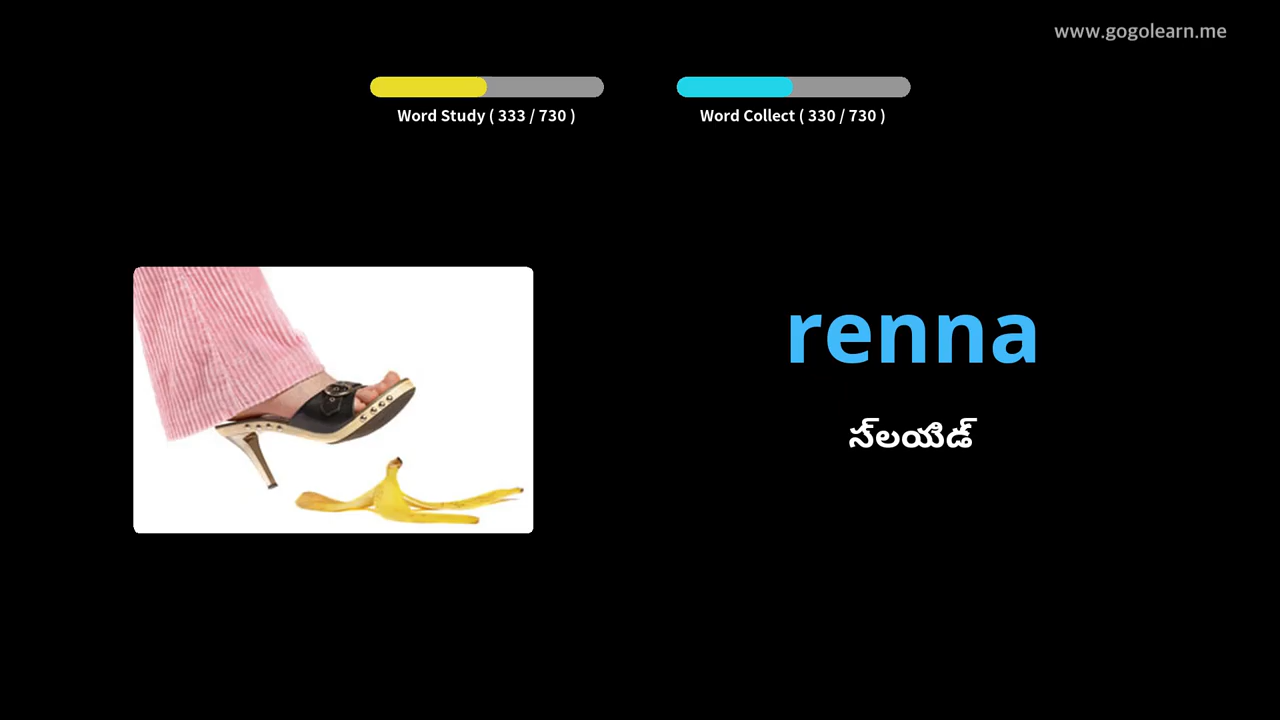 www.gogolearn.me
Word Study ( 333 / 730 )
Word Collect ( 330 / 730 )
renna
స్‌లయిడ్